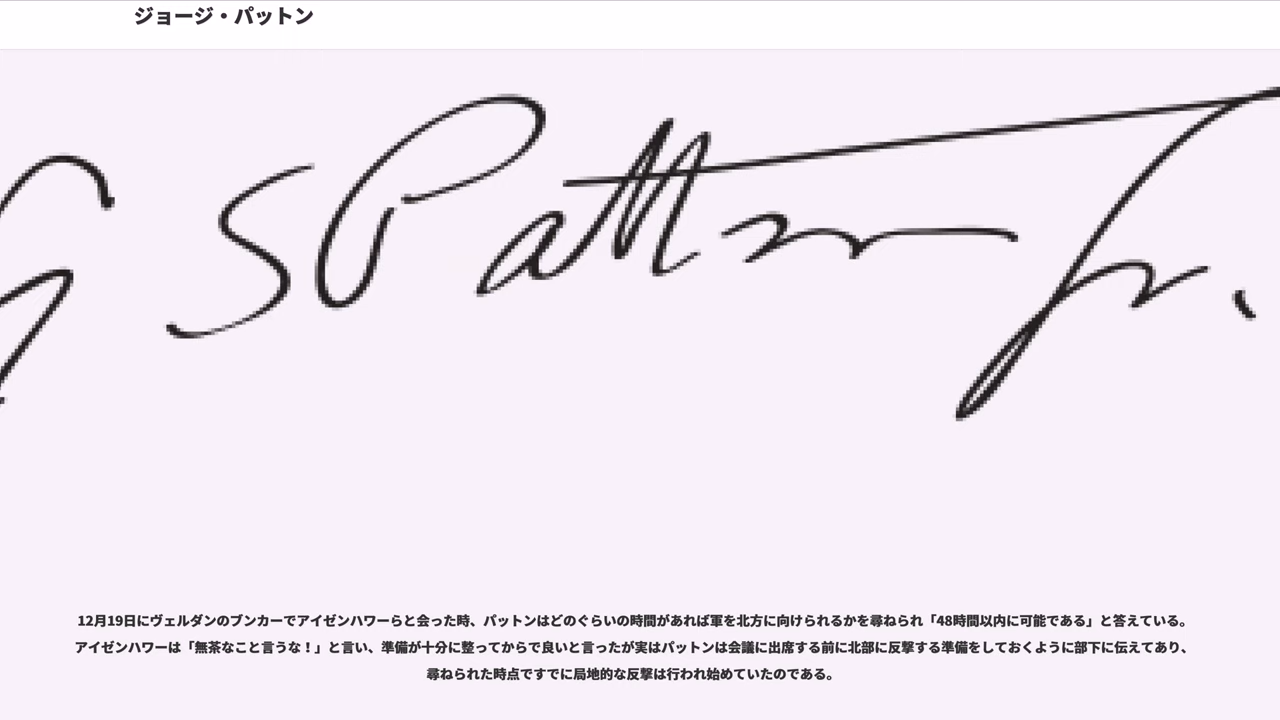 ジョージ・パットン
G S Patton Jr.
12月19日にヴェルダンのブンカーでアイゼンハワーらと会った時、パットンはどのぐらいの時間があれば軍を北方に向けられるかを尋ねられ「48時間以内に可能である」と答えている。
アイゼンハワーは「無茶なこと言うな！」と言い、準備が十分に整ってからで良いと言ったが実はパットンは会議に出席する前に北部に反撃する準備をしておくように部下に伝えてあり、
尋ねられた時点ですでに局地的な反撃は行われ始めていたのである。